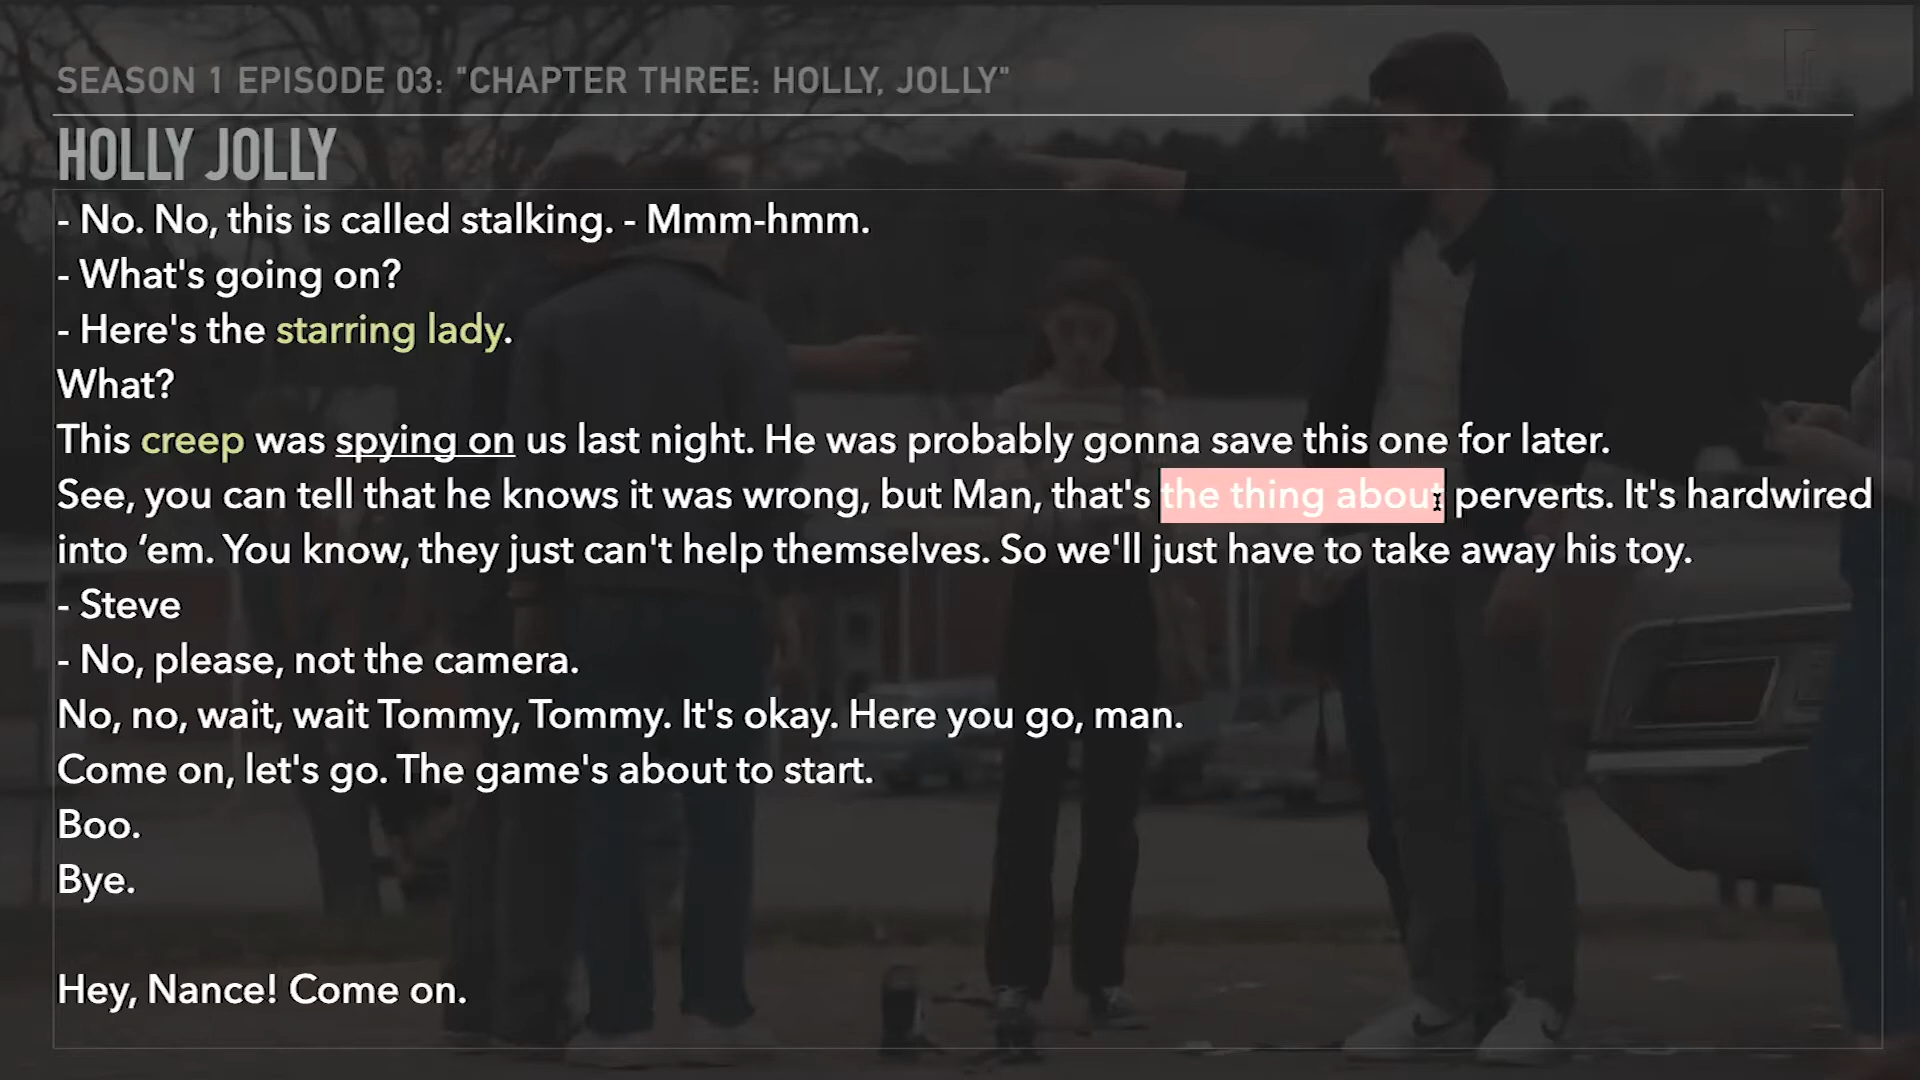 SEASON 1 EPISODE 03: "CHAPTER THREE: HOLLY, JOLLY"
HOLLY JOLLY
- No. No, this is called stalking. - Mmm-hmm.
- What's going on?
- Here's the starring lady.
What?
This creep was spying on us last night. He was probably gonna save this one for later.
See, you can tell that he knows it was wrong, but Man, that's the thing about perverts. It's hardwired
into ‘em. You know, they just can't help themselves. So we'll just have to take away his toy.
- Steve
- No, please, not the camera.
No, no, wait, wait Tommy, Tommy. It's okay. Here you go, man.
Come on, let's go. The game's about to start.
Boo.
Bye.
Hey, Nance! Come on.